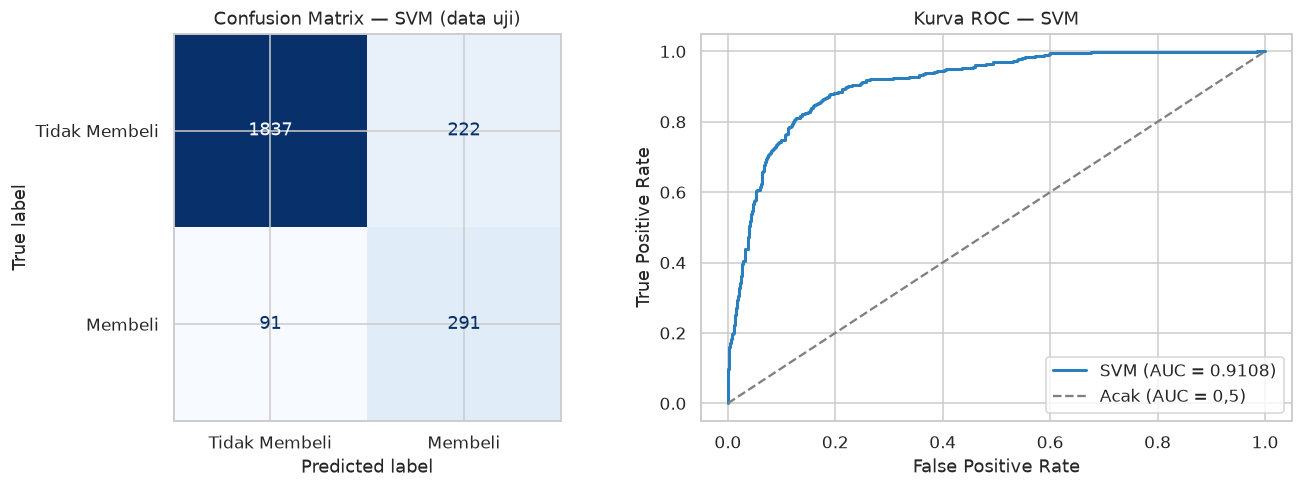 Confusion Matrix — SVM (data uji)
True label
Tidak Membeli
Membeli
1837
222
91
291
Tidak Membeli
Membeli
Predicted label
Kurva ROC — SVM
True Positive Rate
1.0
0.8
0.6
0.4
0.2
0.0
SVM (AUC = 0.9108)
Acak (AUC = 0,5)
0.0
0.2
0.4
0.6
0.8
1.0
False Positive Rate